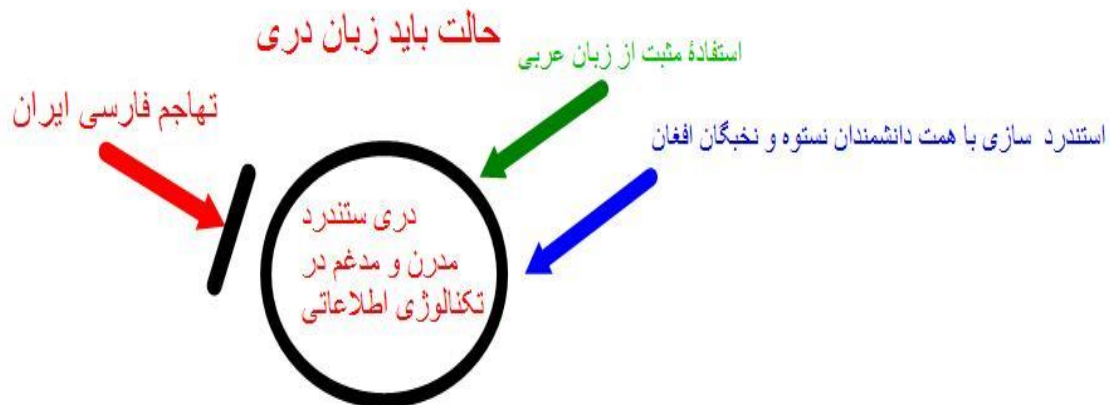 حالت باید زبان دری
استفادهٔ مثبت از زبان عربی
تهاجم فارسی ایران
استندرد سازی با همت دانشمندان نستوه و نخبگان افغان
دری ستندرد
مدرن و مدغم در
تکنالوژی اطلاعاتی